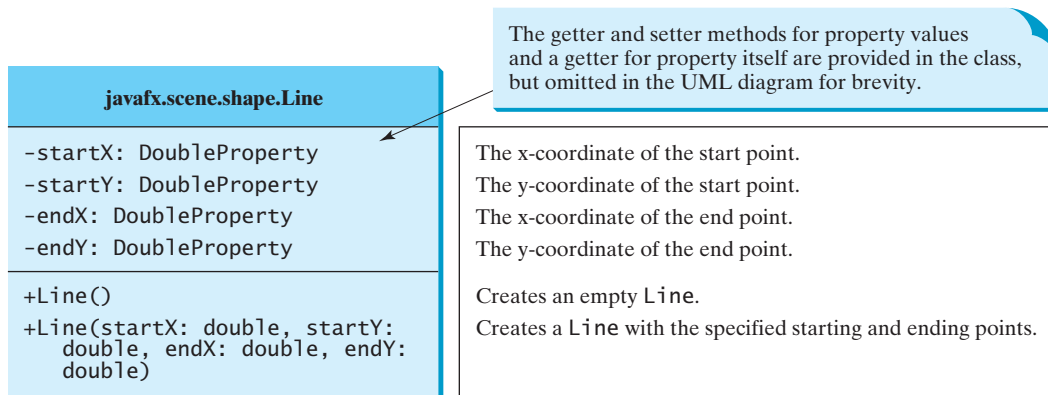 The getter and setter methods for property values
and a getter for property itself are provided in the class,
but omitted in the UML diagram for brevity.
javafx.scene.shape.Line
-startX: DoubleProperty
The x-coordinate of the start point.
-startY: DoubleProperty
The y-coordinate of the start point.
-endX: DoubleProperty
The x-coordinate of the end point.
-endY: DoubleProperty
The y-coordinate of the end point.
+Line()
Creates an empty Line.
+Line(startX: double, startY:
double, endX: double, endY:
double)
Creates a Line with the specified starting and ending points.